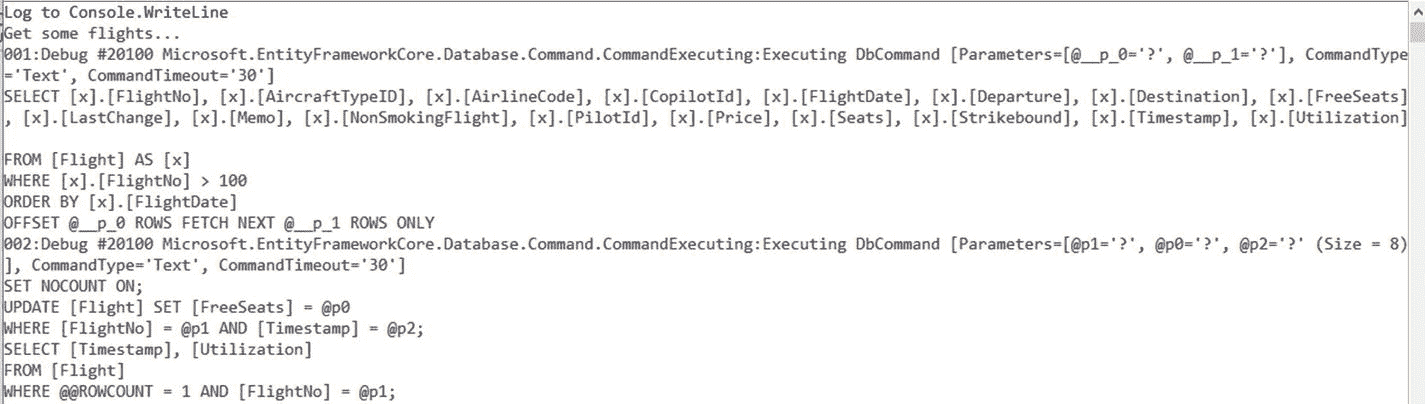 Log to Console.WriteLine
Get some flights...
001:Debug #20100 Microsoft.EntityFrameworkCore.Database.Command.CommandExecuting:Executing DbCommand [Parameters=[@__p_0='?', @__p_1='?'], CommandType
='Text', CommandTimeout='30']
SELECT [x].[FlightNo], [x].[AircraftTypeID], [x].[AirlineCode], [x].[CopilotId], [x].[FlightDate], [x].[Departure], [x].[Destination], [x].[FreeSeats]
, [x].[LastChange], [x].[Memo], [x].[NonSmokingFlight], [x].[PilotId], [x].[Price], [x].[Seats], [x].[Strikebound], [x].[Timestamp], [x].[Utilization]
FROM [Flight] AS [x]
WHERE [x].[FlightNo] > 100
ORDER BY [x].[FlightDate]
OFFSET @__p_0 ROWS FETCH NEXT @__p_1 ROWS ONLY
002:Debug #20100 Microsoft.EntityFrameworkCore.Database.Command.CommandExecuting:Executing DbCommand [Parameters=[@p1='?', @p0='?', @p2='?' (Size = 8)
], CommandType='Text', CommandTimeout='30']
SET NOCOUNT ON;
UPDATE [Flight] SET [FreeSeats] = @p0
WHERE [FlightNo] = @p1 AND [Timestamp] = @p2;
SELECT [Timestamp], [Utilization]
FROM [Flight]
WHERE @@ROWCOUNT = 1 AND [FlightNo] = @p1;